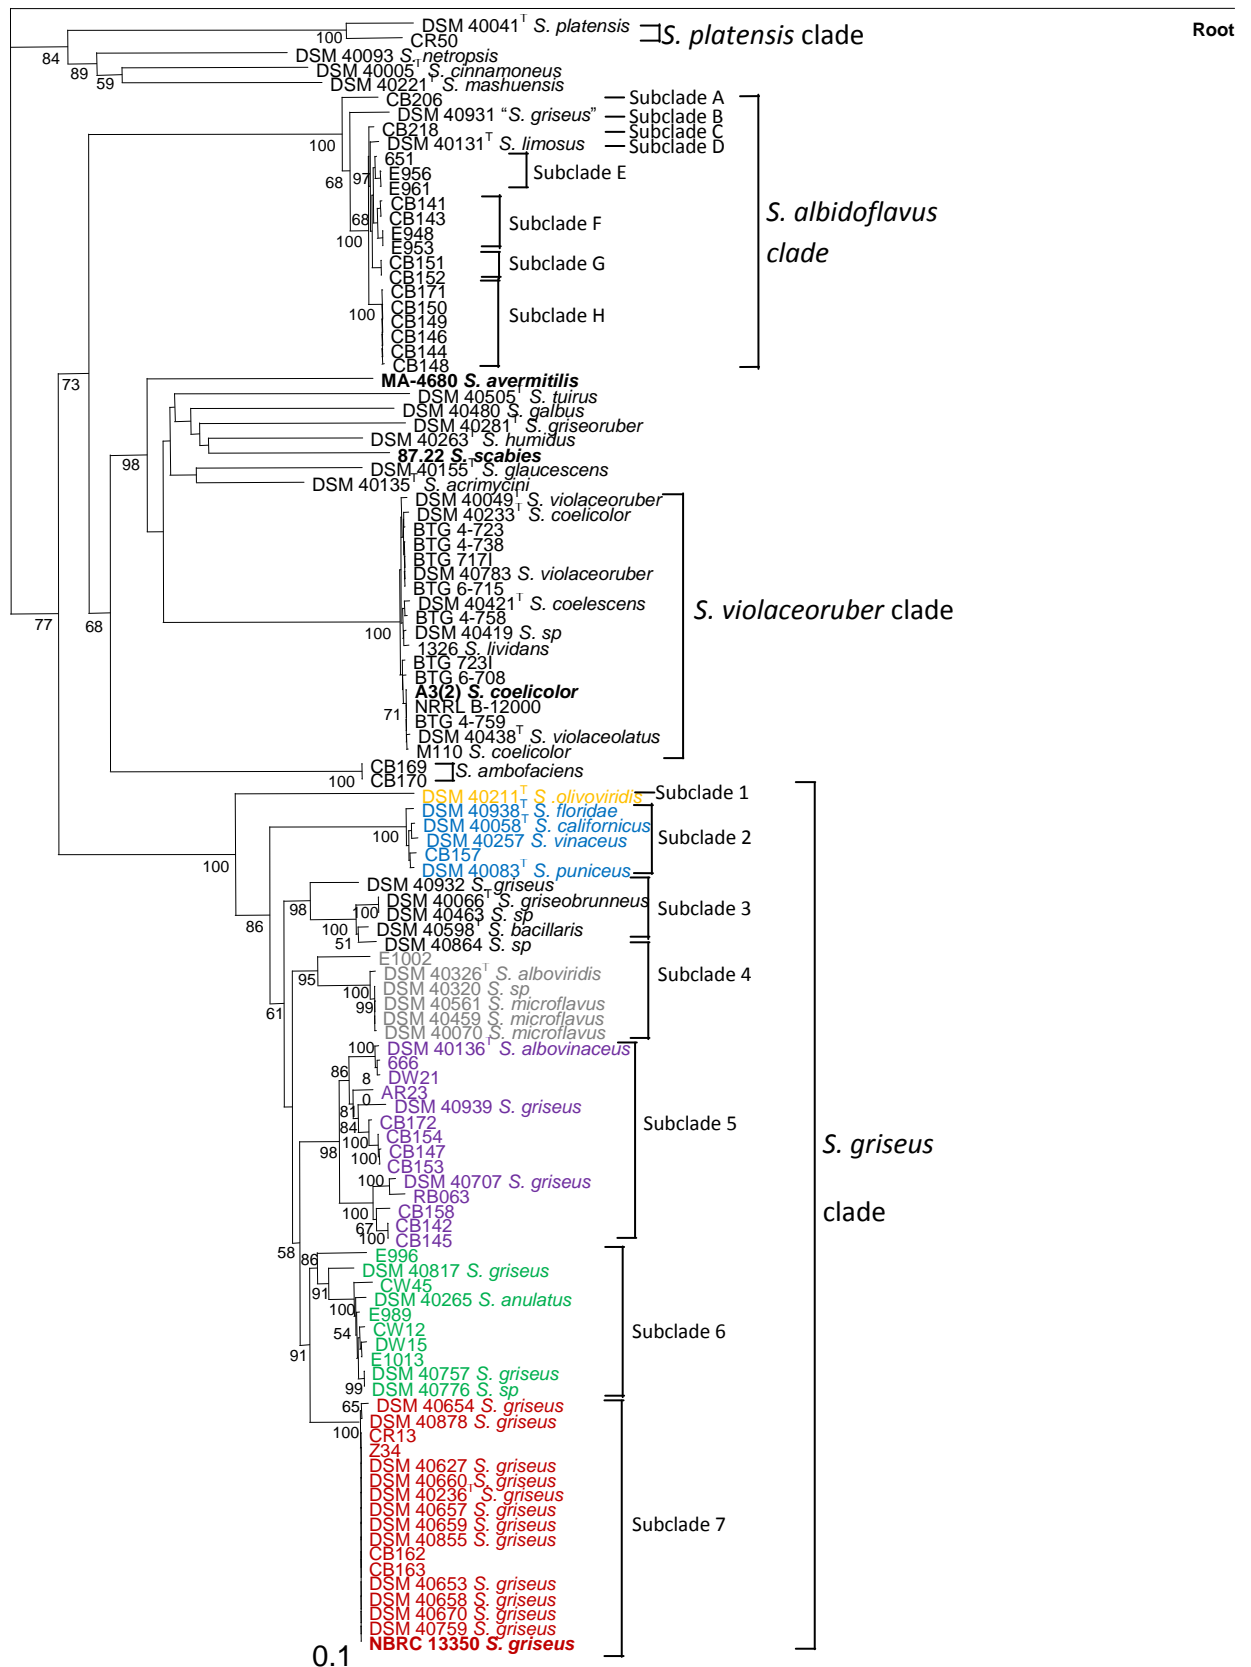 Root
DSM 40041T S. platensis
CR50
S. platensis clade
100
84
DSM 40093 S. netropsis
DSM 40005T S. cinnamoneus
DSM 40221T S. mashuensis
89
59
CB206
Subclade A
DSM 40931 “S. griseus”
Subclade B
CB218
Subclade C
DSM 40131T S. limosus
Subclade D
100
68
651
E956
E961
97
Subclade E
CB141
CB143
E948
E953
68
100
Subclade F
CB151
CB152
Subclade G
CB171
CB150
CB149
CB146
CB144
CB148
100
Subclade H
S. albidoflavus
clade
73
MA-4680 S. avermitilis
DSM 40505T S. tuirus
DSM 40480 S. galbus
DSM 40281T S. griseoruber
DSM 40263T S. humidus
87.22 S. scabies
DSM 40155T S. glaucescens
DSM 40135T S. acrimycini
98
DSM 40049T S. violaceoruber
DSM 40233T S. coelicolor
BTG 4-723
BTG 4-738
BTG 717I
DSM 40783 S. violaceoruber
BTG 6-715
DSM 40421T S. coelescens
BTG 4-758
DSM 40419 S. sp
1326 S. lividans
BTG 723I
BTG 6-708
A3(2) S. coelicolor
NRRL B-12000
BTG 4-759
DSM 40438T S. violaceolatus
M110 S. coelicolor
77
68
100
71
S. violaceoruber clade
CB169
CB170
100
S. ambofaciens
DSM 40211T S .olivoviridis
Subclade 1
DSM 40938T S. floridae
DSM 40058T S. californicus
DSM 40257 S. vinaceus
CB157
DSM 40083T S. puniceus
100
Subclade 2
100
DSM 40932 S. griseus
DSM 40066T S. griseobrunneus
DSM 40463 S. sp
DSM 40598T S. bacillaris
DSM 40864 S. sp
98
100
100
51
Subclade 3
86
E1002
DSM 40326T S. alboviridis
DSM 40320 S. sp
DSM 40561 S. microflavus
DSM 40459 S. microflavus
DSM 40070 S. microflavus
95
100
99
Subclade 4
61
DSM 40136T S. albovinaceus
666
DW21
AR23
DSM 40939 S. griseus
CB172
CB154
CB147
CB153
DSM 40707 S. griseus
RB063
CB158
CB142
CB145
100
86
8
0
81
84
100
100
98
100
100
67
100
Subclade 5
58
E996
DSM 40817 S. griseus
CW45
DSM 40265 S. anulatus
E989
CW12
DW15
E1013
DSM 40757 S. griseus
DSM 40776 S. sp
86
91
100
54
99
Subclade 6
91
DSM 40654 S. griseus
DSM 40878 S. griseus
CR13
Z34
DSM 40627 S. griseus
DSM 40660 S. griseus
DSM 40236T S. griseus
DSM 40657 S. griseus
DSM 40659 S. griseus
DSM 40855 S. griseus
CB162
CB163
DSM 40653 S. griseus
DSM 40658 S. griseus
DSM 40670 S. griseus
DSM 40759 S. griseus
NBRC 13350 S. griseus
65
100
Subclade 7
S. griseus
clade
0.1